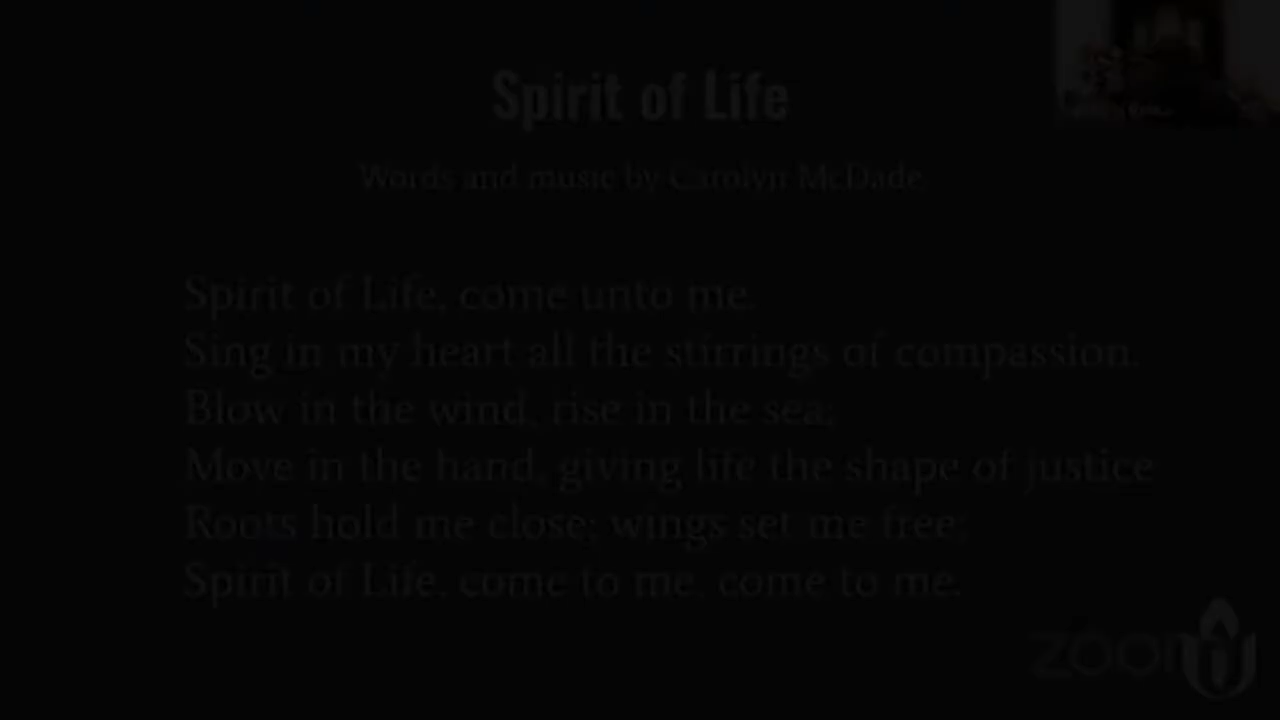 Spirit of Life
Words and music by Carolyn McDade
Spirit of Life, come unto me.
Sing in my heart all the stirrings of compassion.
Blow in the wind, rise in the sea;
Move in the hand, giving life the shape of justice
Roots hold me close; wings set me free;
Spirit of Life, come to me, come to me.
zoom